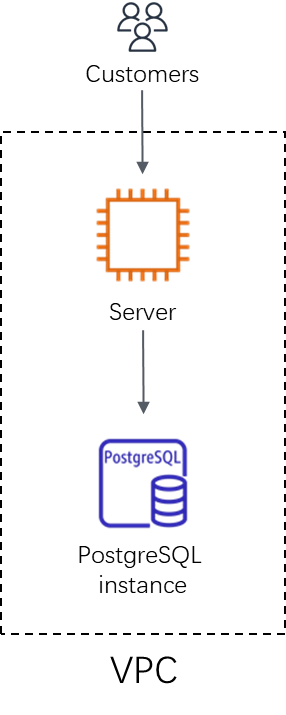 Customers
Server
PostgreSQL
PostgreSQL
instance
VPC